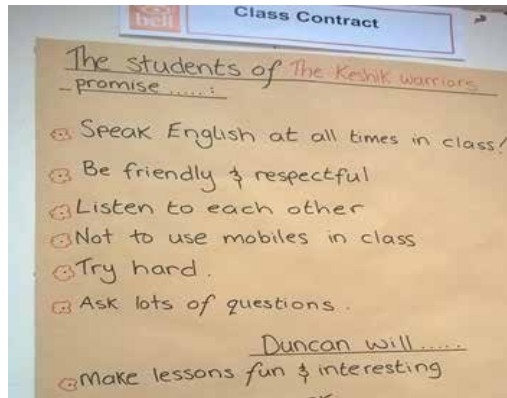 bell
Class Contract
The students of The Keshik warriors
- promise .....:
Speak English at all times in class!
Be friendly & respectful
Listen to each other
Not to use mobiles in class
Try hard.
Ask lots of questions.
Duncan will .....
make lessons fun & interesting